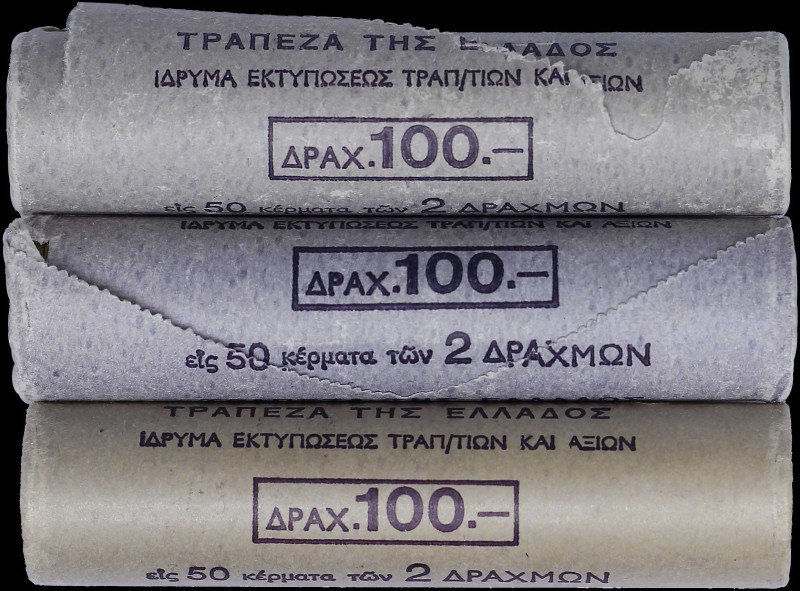 ΤΡΑΠΕΖΑ ΤΗΣ ΕΛΛΑΔΟΣ
ΙΔΡΥΜΑ ΕΚΤΥΠΩΣΕΩΣ ΤΡΑΠ/ΤΙΩΝ ΚΑΙ
ΔΡΑΧ.100.—
εἰς 50 κέρματα τῶν 2 ΔΡΑΧΜΩΝ
ΙΔΡΥΜΑ ΕΚΤΥΠΩΣΕΩΣ ΤΡΑΠ/ΤΙΩΝ ΚΑΙ ΑΞΙΩΝ
ΔΡΑΧ.100.—
εἰς 50 κέρματα τῶν 2 ΔΡΑΧΜΩΝ
ΤΡΑΠΕΖΑ ΤΗΣ ΕΛΛΑΔΟΣ
ΙΔΡΥΜΑ ΕΚΤΥΠΩΣΕΩΣ ΤΡΑΠ/ΤΙΩΝ ΚΑΙ ΑΞΙΩΝ
ΔΡΑΧ.100.—
εἰς 50 κέρματα τῶν 2 ΔΡΑΧΜΩΝ